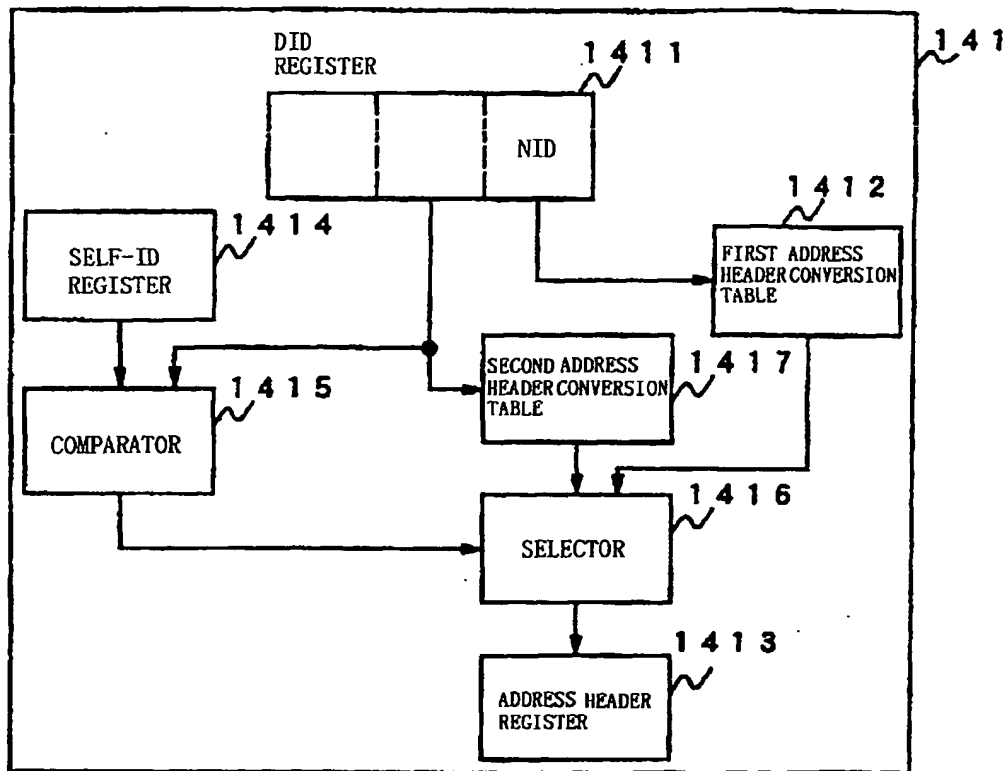 DID
REGISTER
1411
141
NID
1412
1414
SELF-ID
REGISTER
FIRST ADDRESS
HEADER CONVERSION
TABLE
1415
SECOND ADDRESS
HEADER CONVERSION
TABLE
1417
COMPARATOR
1416
SELECTOR
1413
ADDRESS HEADER
REGISTER